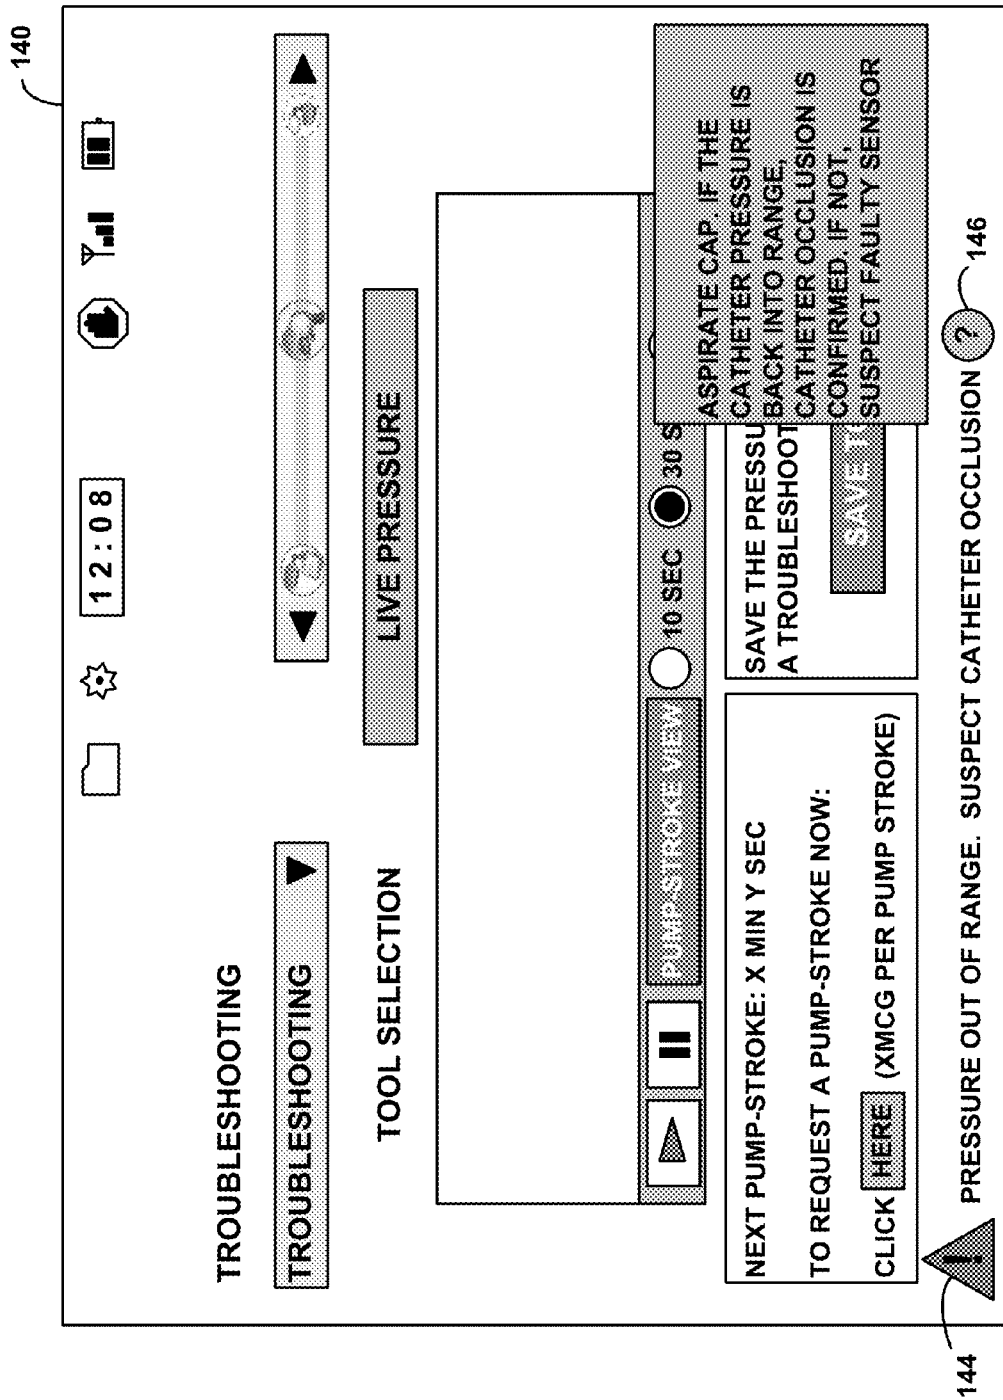 140
12:08
TROUBLESHOOTING
TROUBLESHOOTING
TOOL SELECTION
LIVE PRESSURE
PUMP-STROKE VIEW
10 SEC
30 S
NEXT PUMP-STROKE: X MIN Y SEC
TO REQUEST A PUMP-STROKE NOW:
CLICK HERE (XMCG PER PUMP STROKE)
SAVE THE PRESSU
A TROUBLESHOOT
SAVE TO
ASPIRATE CAP. IF THE
CATHETER PRESSURE IS
BACK INTO RANGE,
CATHETER OCCLUSION IS
CONFIRMED. IF NOT,
SUSPECT FAULTY SENSOR
! PRESSURE OUT OF RANGE. SUSPECT CATHETER OCCLUSION ?
144
146